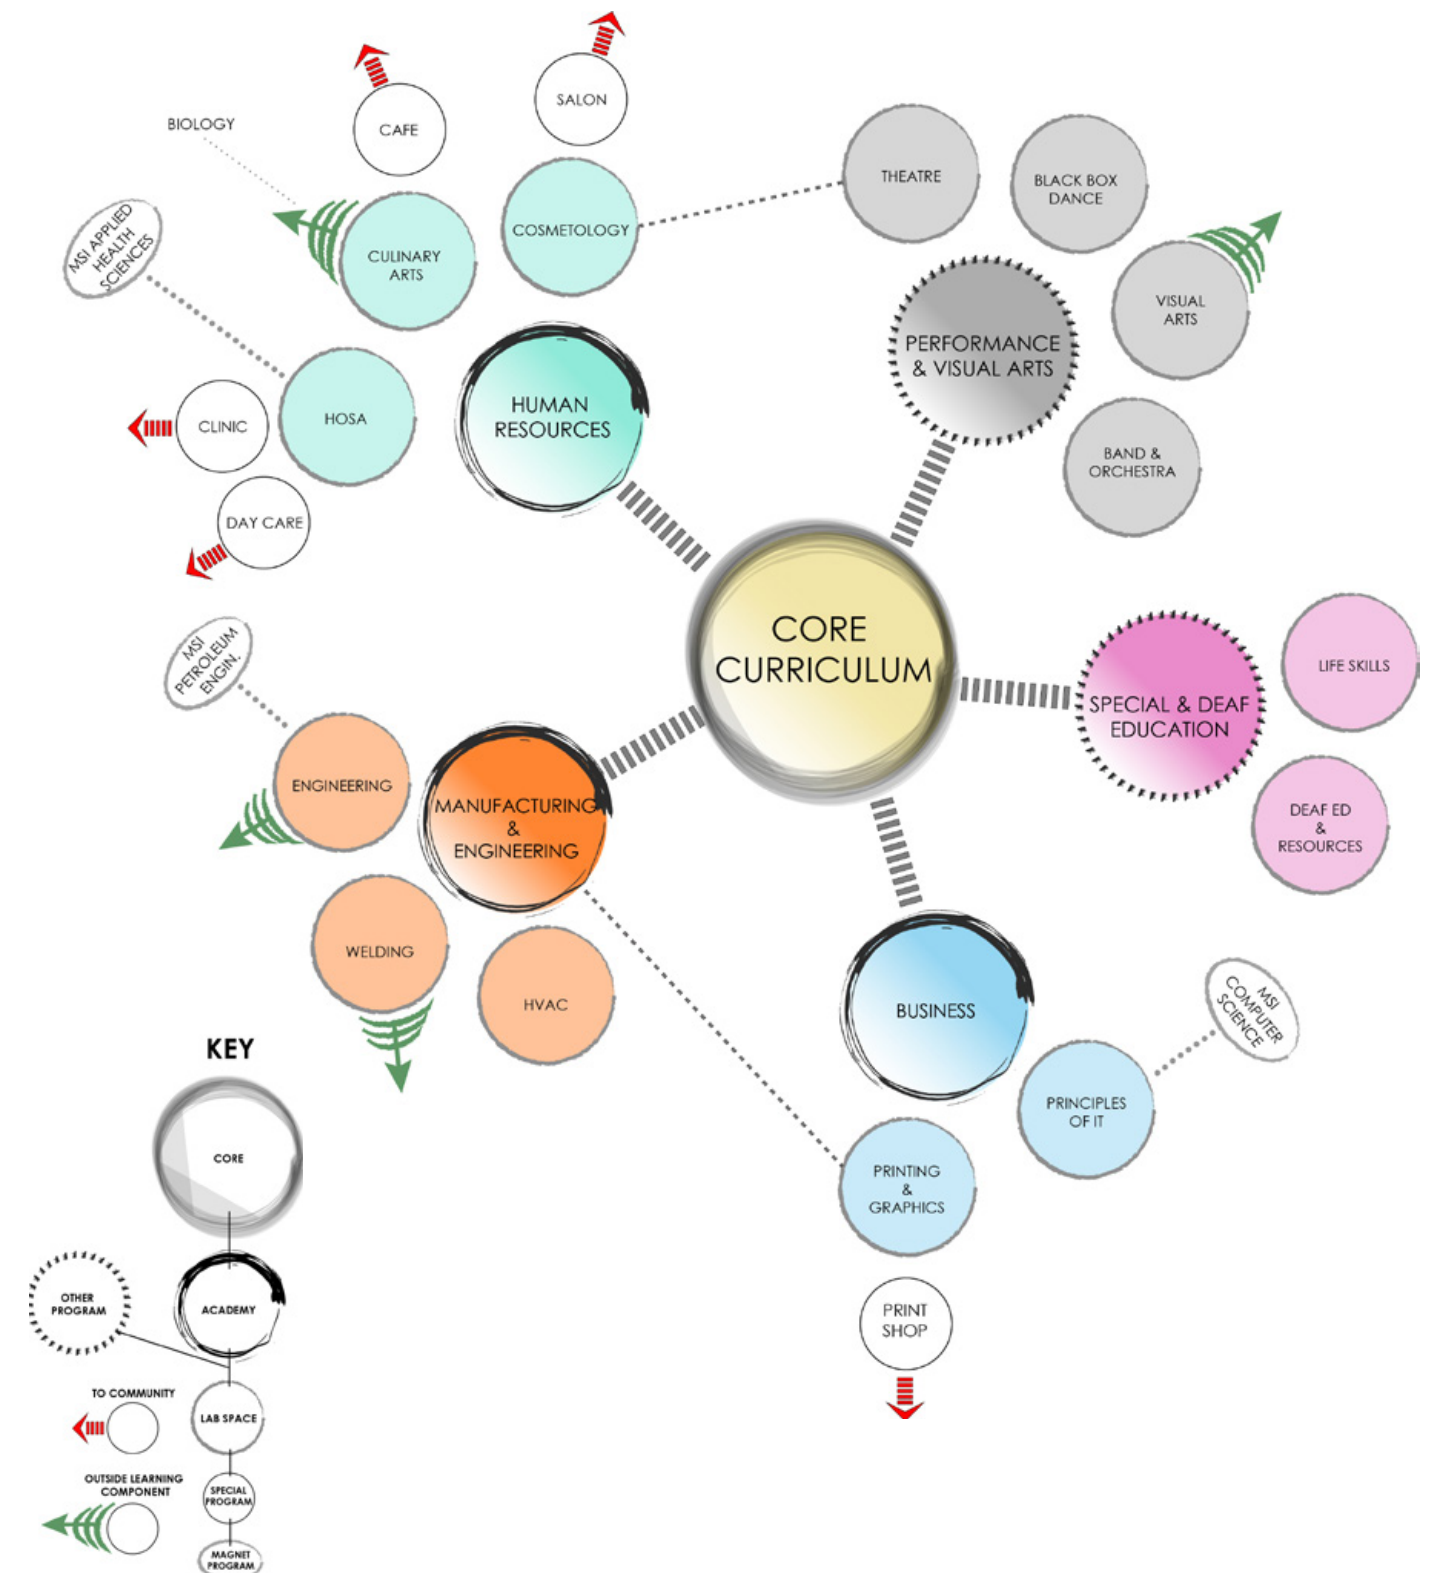 SALON
CAFE
BIOLOGY
THEATRE
BLACK BOX
DANCE
MSI APPLIED
HEALTH
SCIENCES
COSMETOLOGY
CULINARY
ARTS
VISUAL
ARTS
PERFORMANCE
& VISUAL ARTS
HUMAN
RESOURCES
HOSA
CLINIC
BAND &
ORCHESTRA
DAY CARE
CORE
CURRICULUM
MSI
PETROLEUM
ENGIN.
LIFE SKILLS
SPECIAL & DEAF
EDUCATION
ENGINEERING
MANUFACTURING
&
ENGINEERING
DEAF ED
&
RESOURCES
WELDING
HVAC
BUSINESS
MSI
COMPUTER
SCIENCE
PRINCIPLES
OF IT
PRINTING
&
GRAPHICS
PRINT
SHOP
KEY
CORE
OTHER
PROGRAM
ACADEMY
TO COMMUNITY
LAB SPACE
OUTSIDE LEARNING
COMPONENT
SPECIAL
PROGRAM
MAGNET
PROGRAM